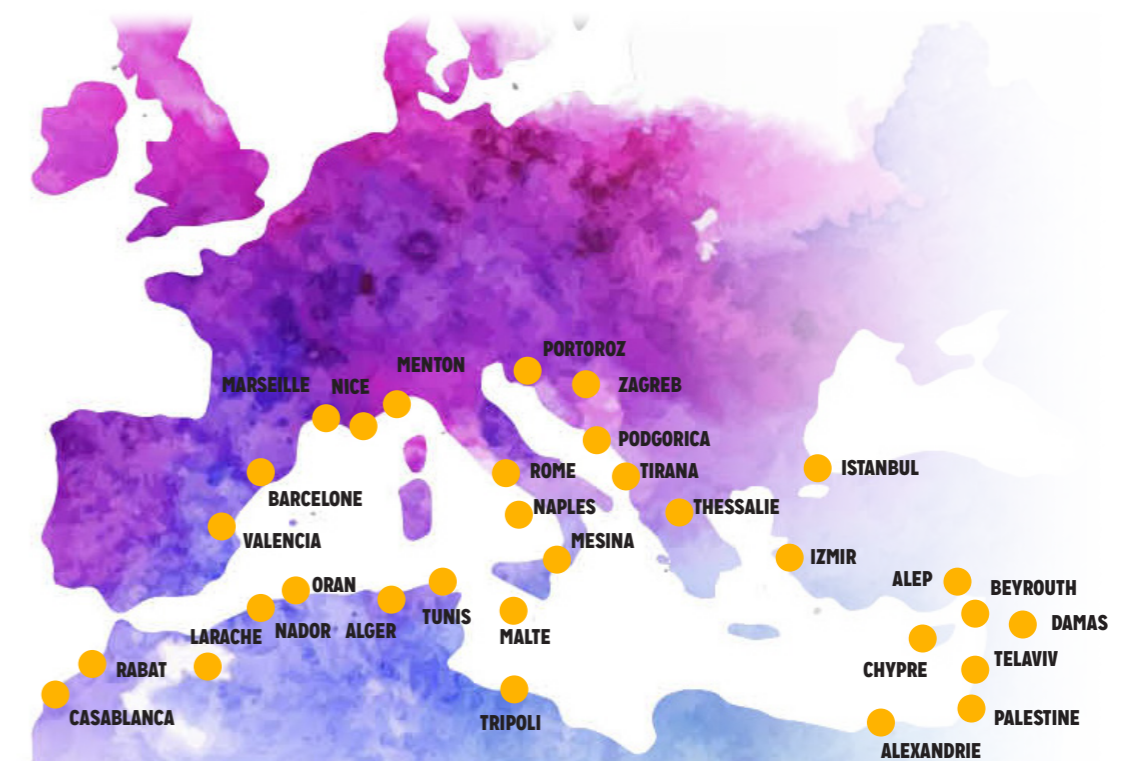 PORTOROZ
MENTON
MARSEILLE
NICE
ZAGREB
PODGORICA
ISTANBUL
ROME
TIRANA
BARCELONE
NAPLES
THESSALIE
VALENCIA
MESINA
IZMIR
ALEP
ORAN
BEYROUTH
TUNIS
DAMAS
LARACHE
NADOR
ALGER
MALTE
TELAVIV
RABAT
CHYPRE
CASABLANCA
TRIPOLI
PALESTINE
ALEXANDRIE